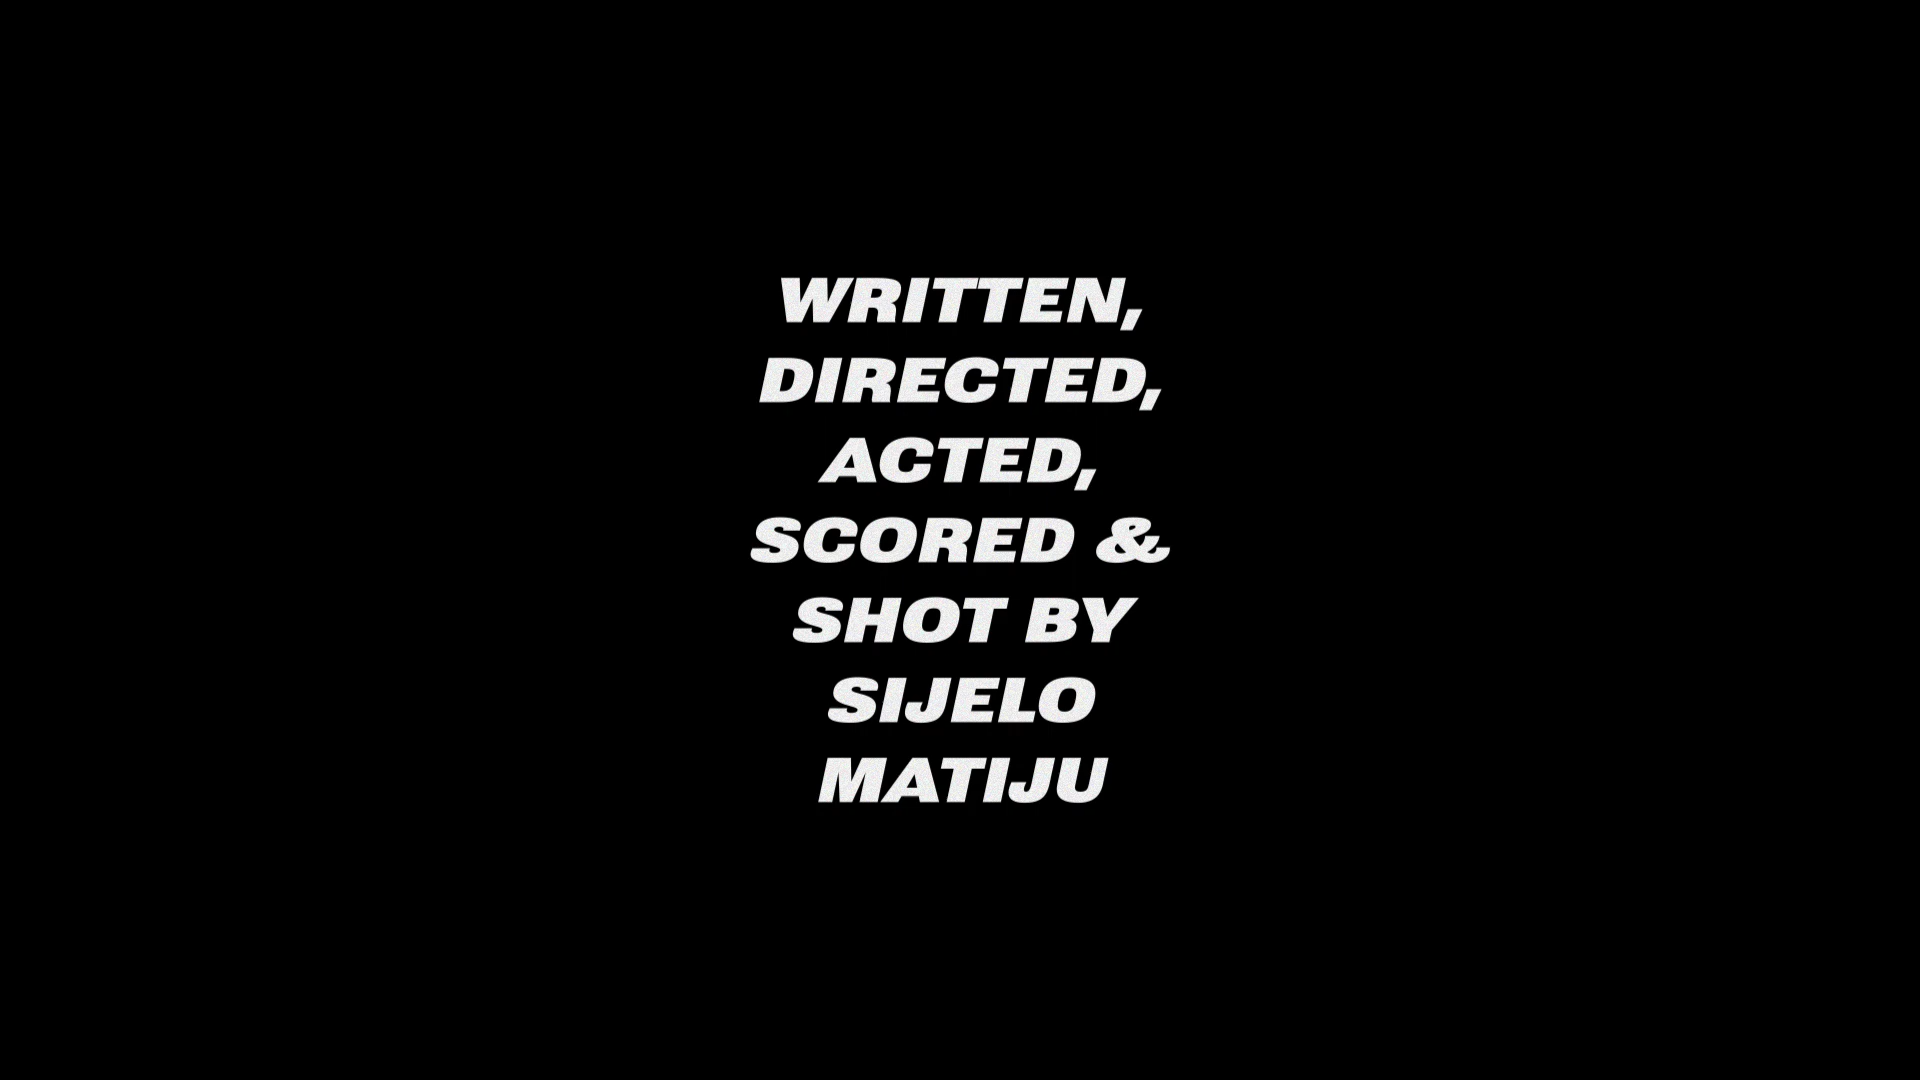 WRITTEN,
DIRECTED,
ACTED,
SCORED &
SHOT BY
SIJELO
MATIJU